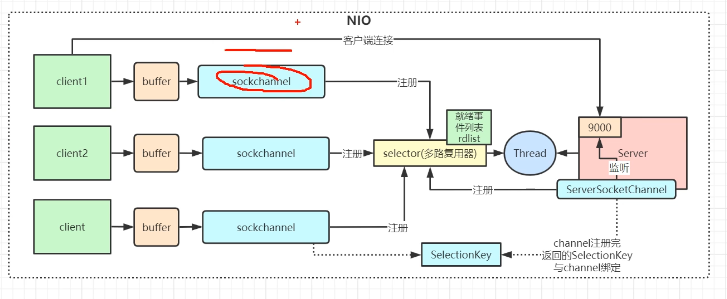 NIO
客户端连接
client1
buffer
sockchannel
注册
就绪事
件列表
rdlist
9000
client2
buffer
sockchannel
注册
selector(多路复用器)
Thread
Server
监听
注册
ServerSocketChannel
client
buffer
sockchannel
注册
SelectionKey
channel注册完
返回的SelectionKey
与channel绑定